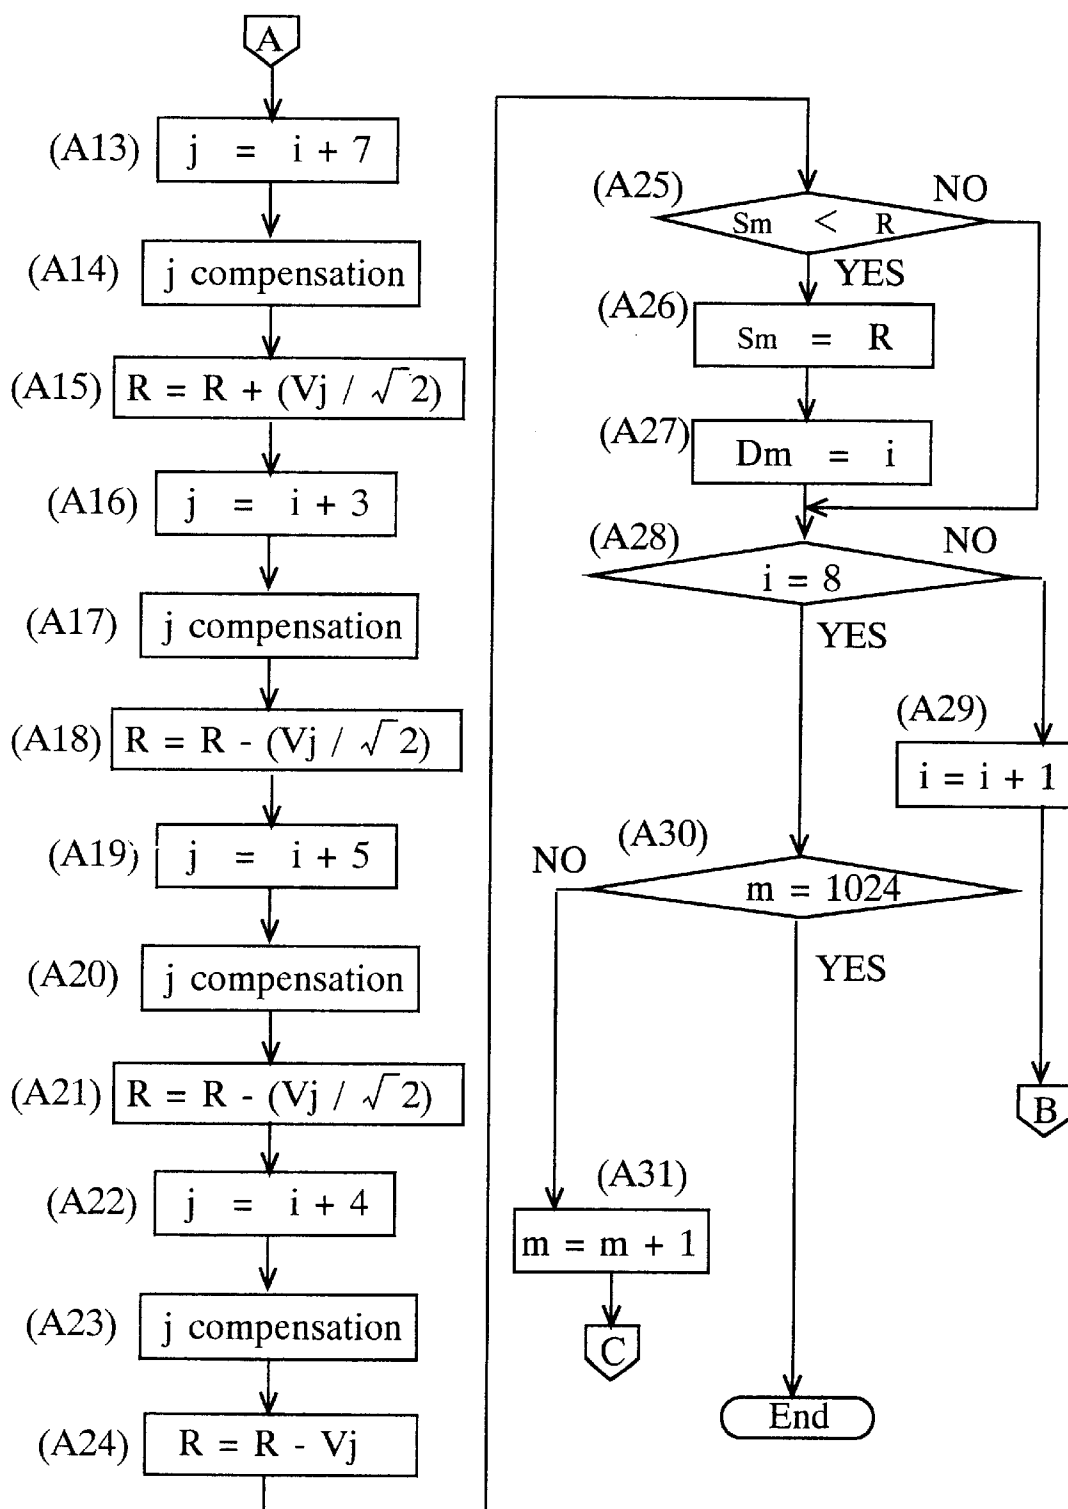 A
(A13) j = i + 7
(A14) j compensation
(A15) R = R + (Vj / √2)
(A16) j = i + 3
(A17) j compensation
(A18) R = R - (Vj / √2)
(A19) j = i + 5
(A20) j compensation
(A21) R = R - (Vj / √2)
(A22) j = i + 4
(A23) j compensation
(A24) R = R - Vj
(A25) Sm < R NO
YES
(A26) Sm = R
(A27) Dm = i
(A28) i = 8 NO
YES
(A29)
i = i + 1
B
(A30)
NO m = 1024
YES
(A31)
m = m + 1
C
End